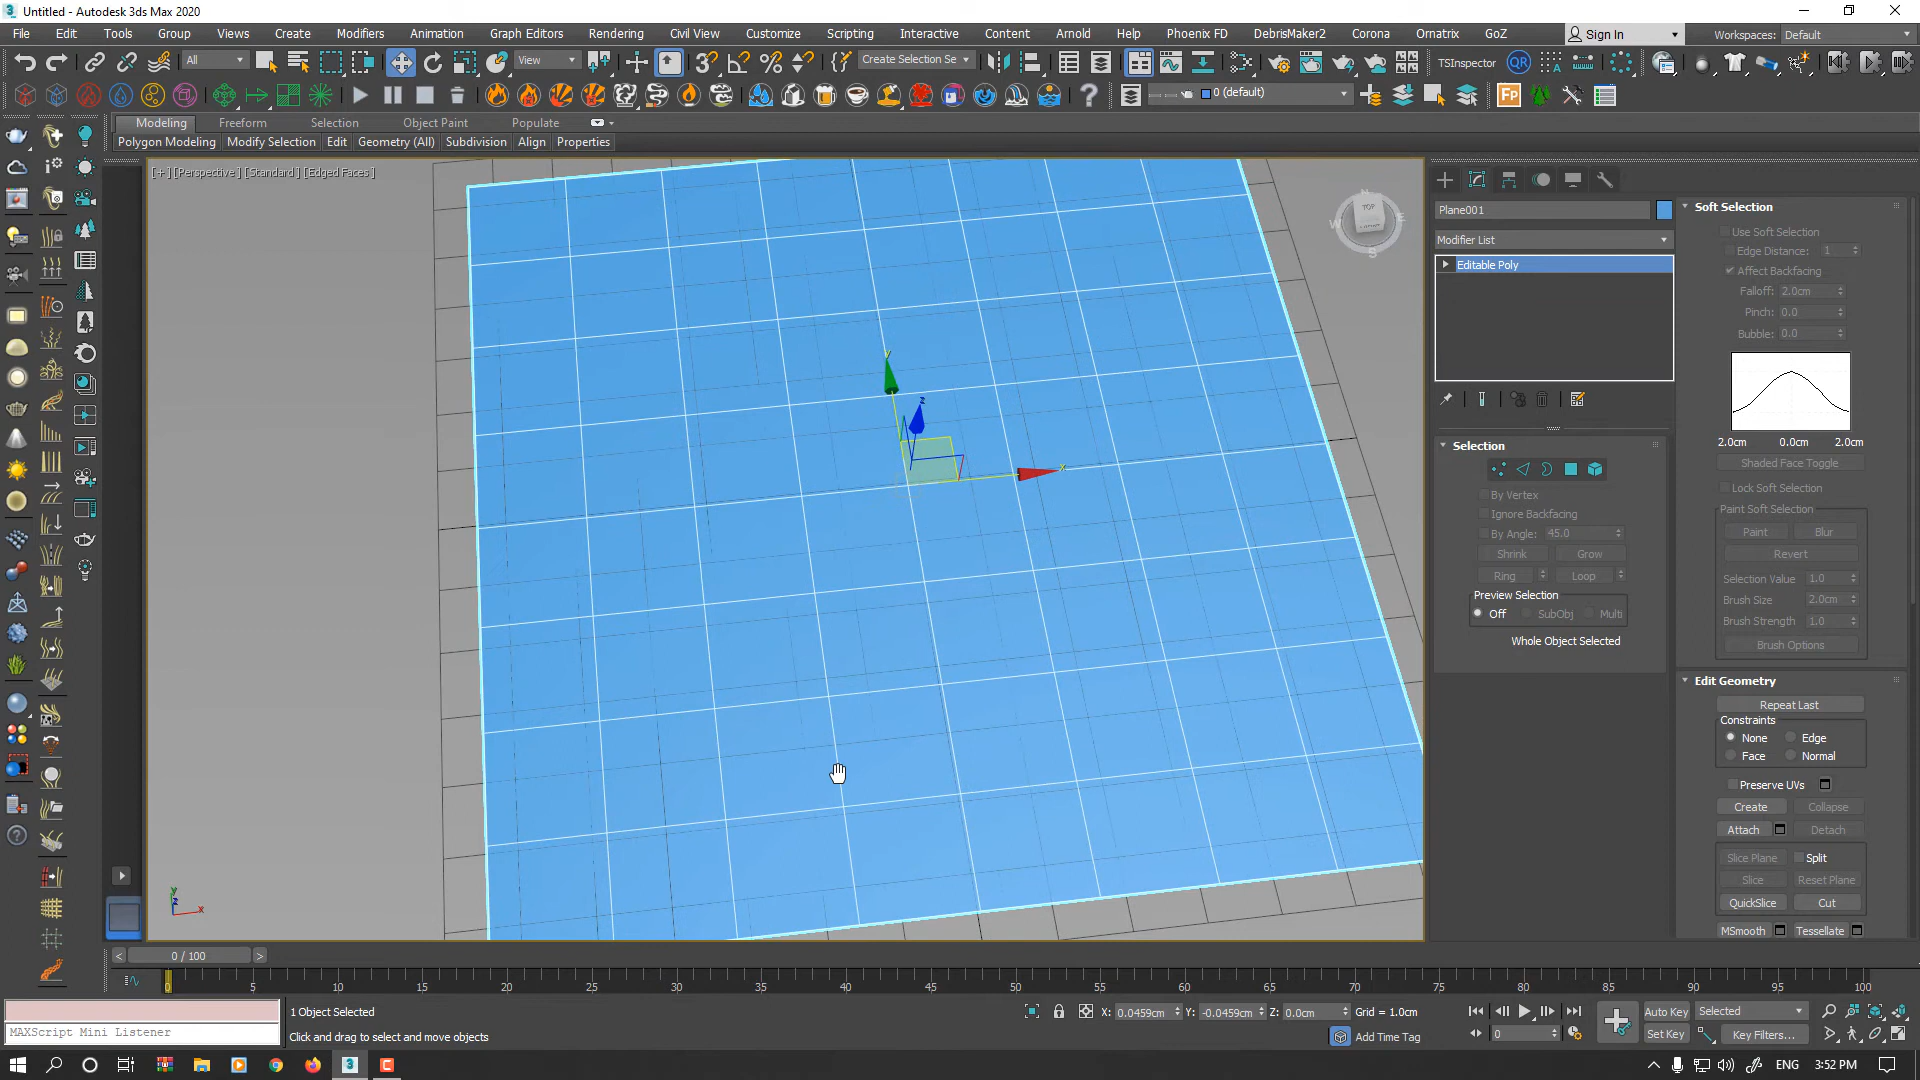 Untitled - Autodesk 3ds Max 2020
File Edit Tools Group Views Create Modifiers Animation Graph Editors Rendering Civil View Customize Scripting Interactive Content Arnold Help Phoenix FD DebrisMaker2 Corona Ornatrix GoZ Sign In Workspaces: Default
All View Create Selection Se TSInspector QR
0 (default) Fp
Modeling Freeform Selection Object Paint Populate
Polygon Modeling Modify Selection Edit Geometry (All) Subdivision Align Properties
[+] [Perspective] [Standard] [Edged Faces]
TOP
N
W
E
S
y
z
x
Plane001
Modifier List
Editable Poly
Selection
By Vertex
Ignore Backfacing
By Angle: 45.0
Shrink Grow
Ring Loop
Preview Selection
Off SubObj Multi
Whole Object Selected
Soft Selection
Use Soft Selection
Edge Distance: 1
Affect Backfacing
Falloff: 2.0cm
Pinch: 0.0
Bubble: 0.0
2.0cm 0.0cm 2.0cm
Shaded Face Toggle
Lock Soft Selection
Paint Soft Selection
Paint Blur
Revert
Selection Value 1.0
Brush Size 2.0cm
Brush Strength 1.0
Brush Options
Edit Geometry
Repeat Last
Constraints
None Edge
Face Normal
Preserve UVs
Create Collapse
Attach Detach
Slice Plane Split
Slice Reset Plane
QuickSlice Cut
MSmooth Tessellate
y
z
x
< 0 / 100 >
0 5 10 15 20 25 30 35 40 45 50 55 60 65 70 75 80 85 90 95 100
1 Object Selected
X: 0.0459cm Y: -0.0459cm Z: 0.0cm Grid = 1.0cm
Auto Key Selected
MAXScript Mini Listener
Click and drag to select and move objects
Add Time Tag
0
Set Key Key Filters...
ENG 3:52 PM